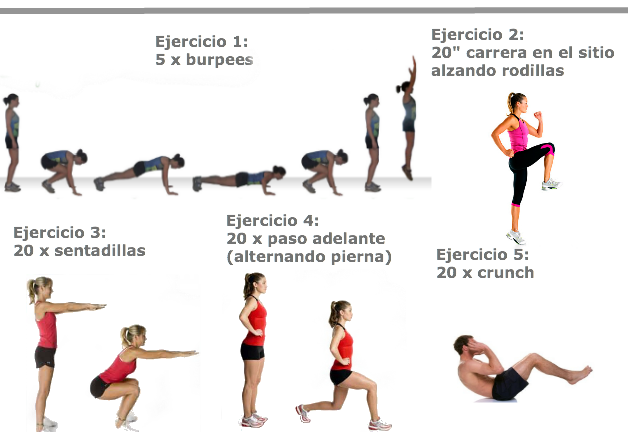 Ejercicio 1:
5 x burpees
Ejercicio 2:
20" carrera en el sitio
alzando rodillas
Ejercicio 3:
20 x sentadillas
Ejercicio 4:
20 x paso adelante
(alternando pierna)
Ejercicio 5:
20 x crunch